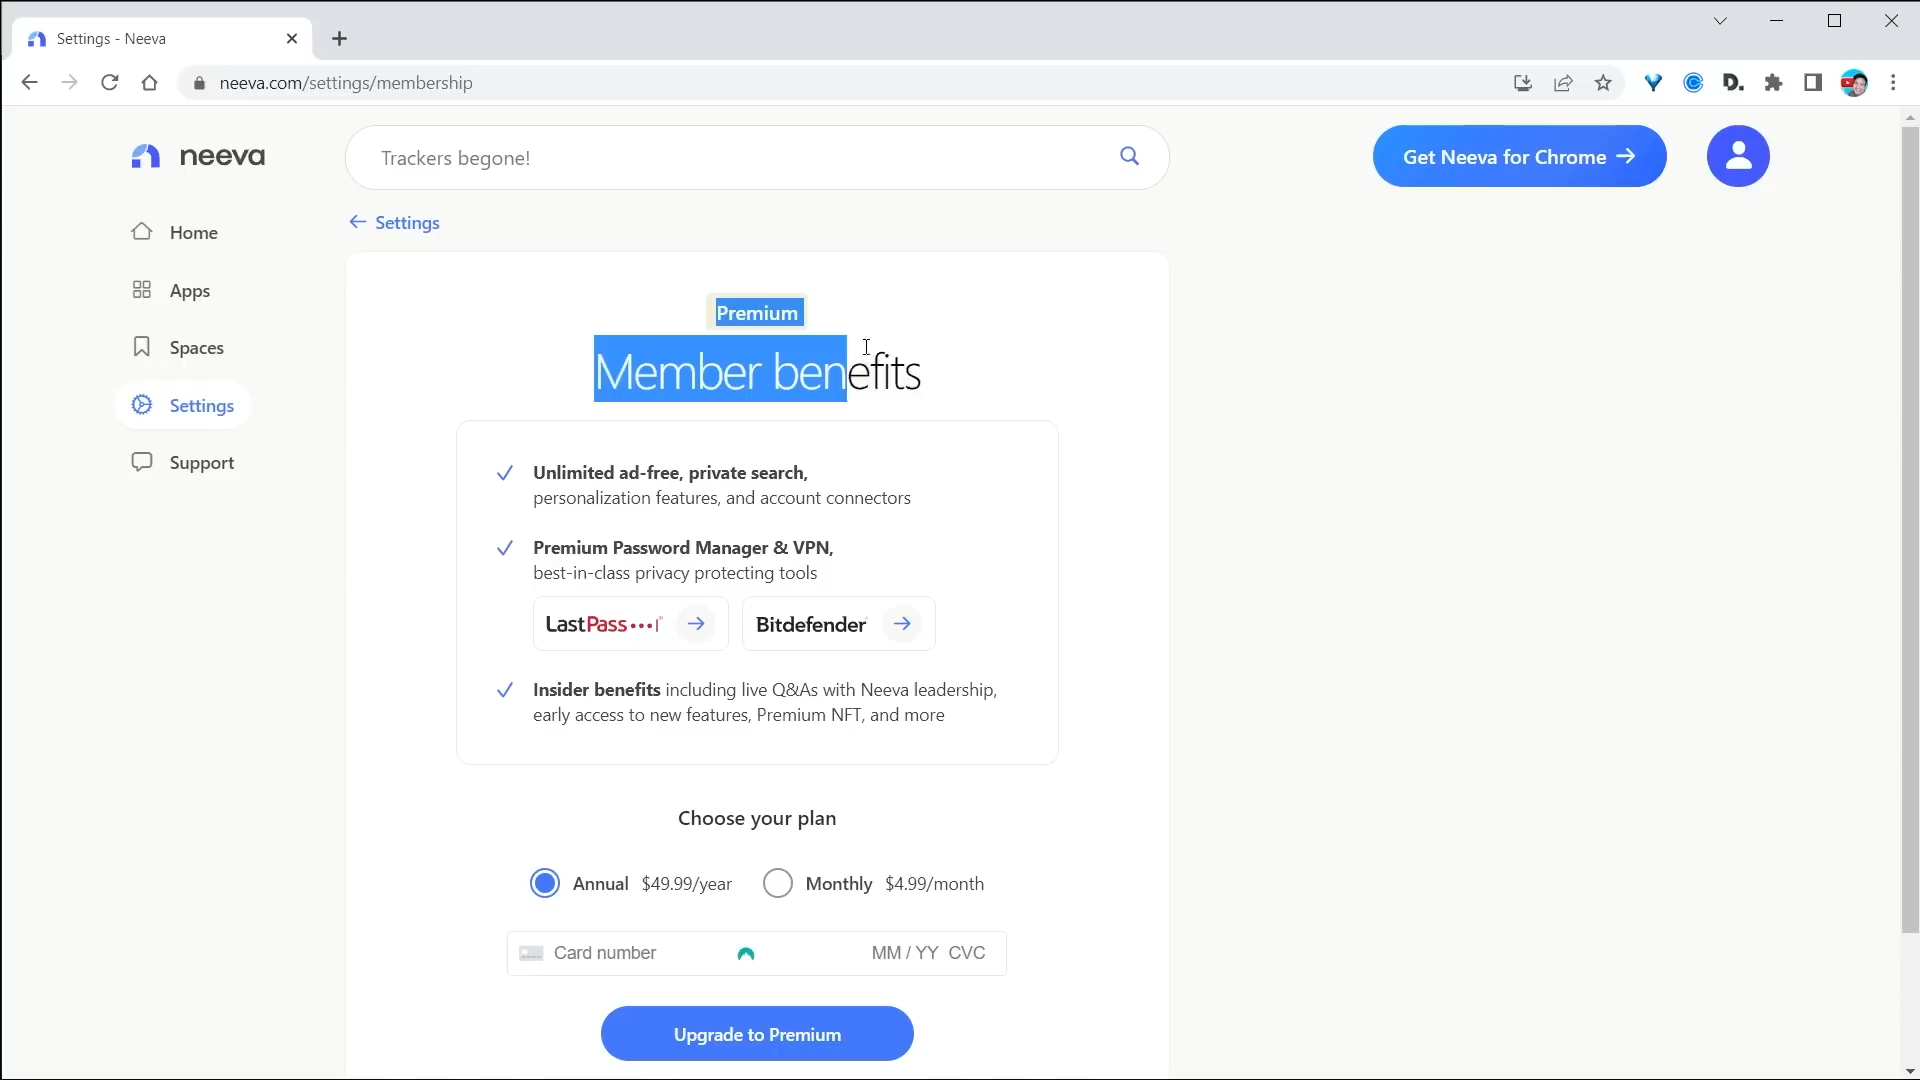 Settings - Neeva
neeva.com/settings/membership
D.
neeva
Trackers begone!
Get Neeva for Chrome
Settings
Home
Apps
Spaces
Settings
Support
Premium
Member benefits
Unlimited ad-free, private search,
personalization features, and account connectors
Premium Password Manager & VPN,
best-in-class privacy protecting tools
LastPass
Bitdefender
Insider benefits including live Q&As with Neeva leadership,
early access to new features, Premium NFT, and more
Choose your plan
Annual $49.99/year Monthly $4.99/month
Card number MM / YY CVC
Upgrade to Premium